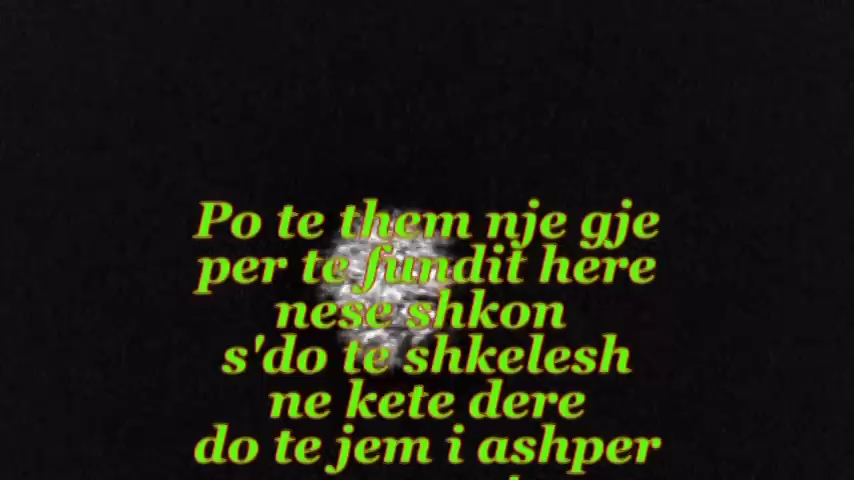 Po te them nje gje
per te fundit here
nese shkon
s'do te shkelesh
ne kete dere
do te jem i ashper